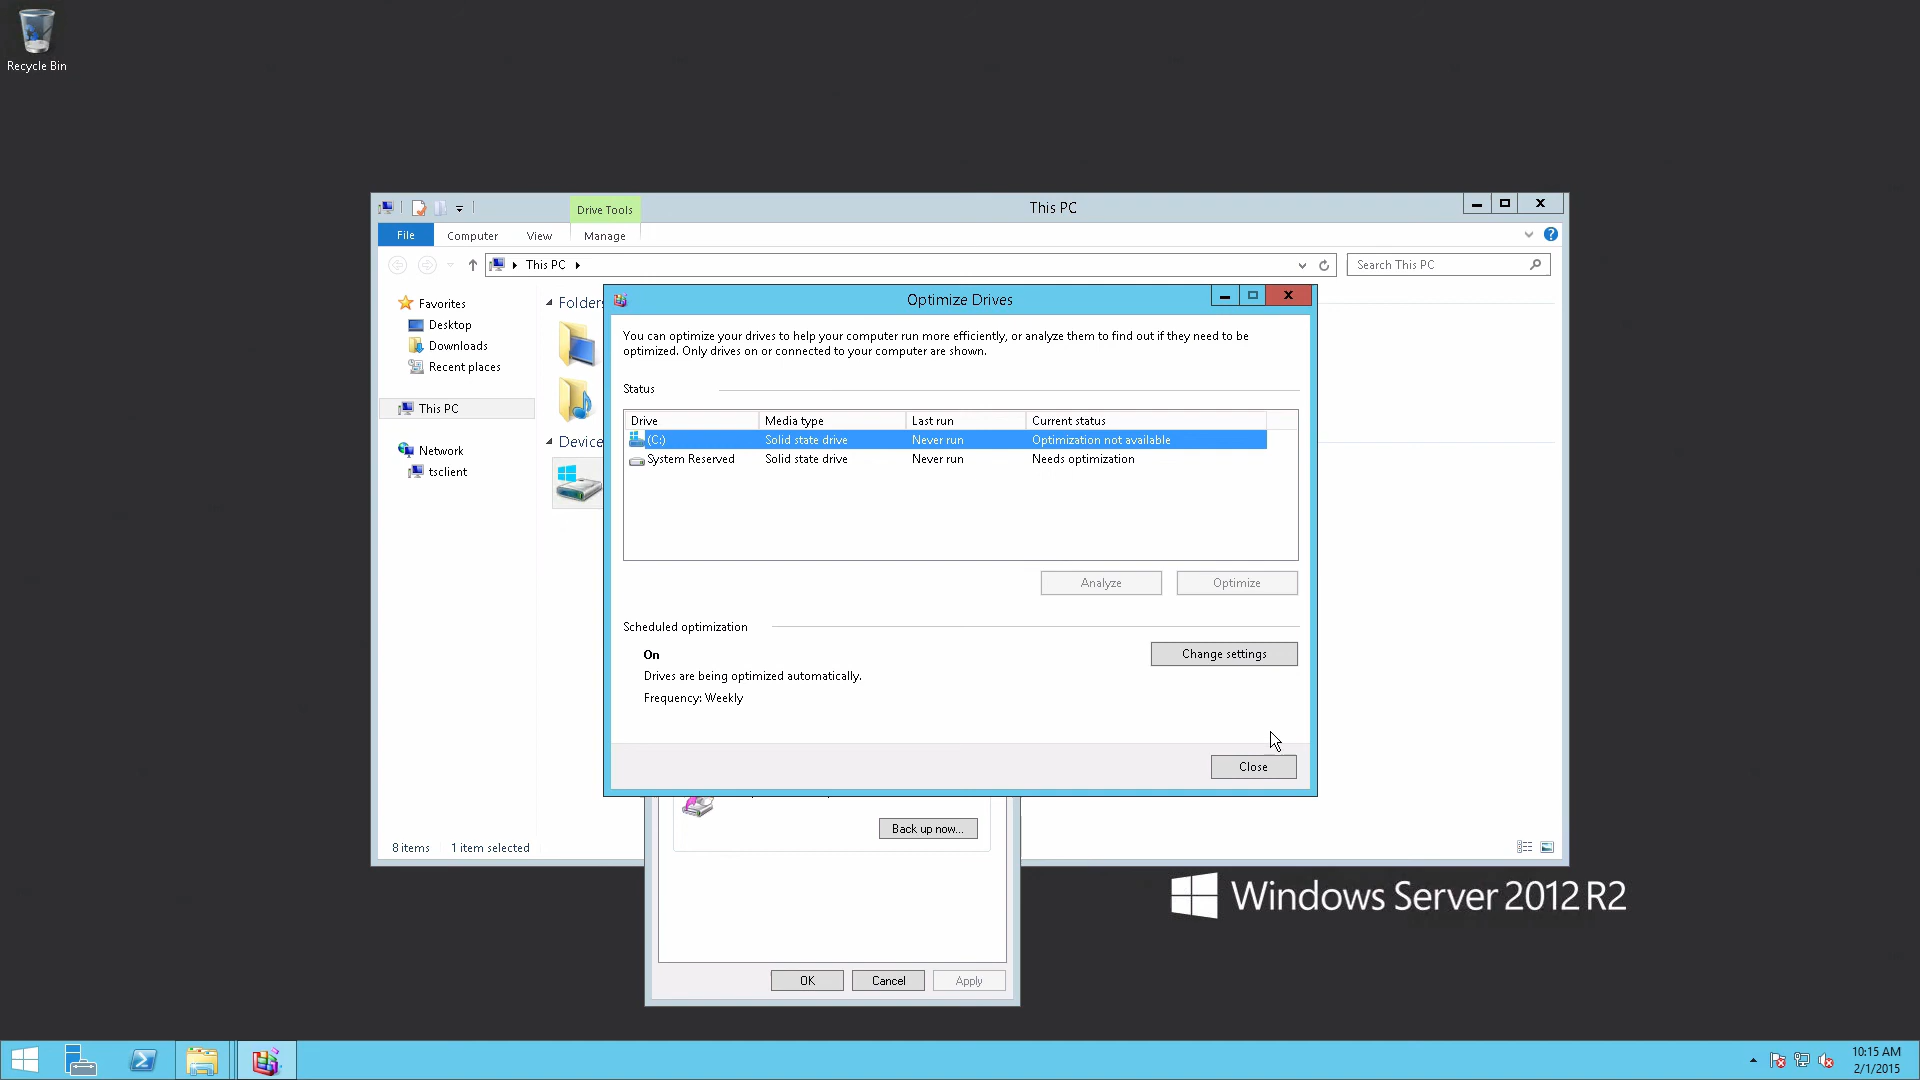 Recycle Bin
Drive Tools
This PC
File
Computer
View
Manage
This PC
Search This PC
Favorites
Desktop
Downloads
Recent places
This PC
Network
tsclient
Folders
Device
Optimize Drives
You can optimize your drives to help your computer run more efficiently, or analyze them to find out if they need to be
optimized. Only drives on or connected to your computer are shown.
Status
Drive Media type Last run Current status
(C:) Solid state drive Never run Optimization not available
System Reserved Solid state drive Never run Needs optimization
Analyze
Optimize
Scheduled optimization
On
Change settings
Drives are being optimized automatically.
Frequency: Weekly
Close
Back up now...
8 items 1 item selected
Windows Server 2012 R2
OK
Cancel
Apply
10:15 AM
2/1/2015